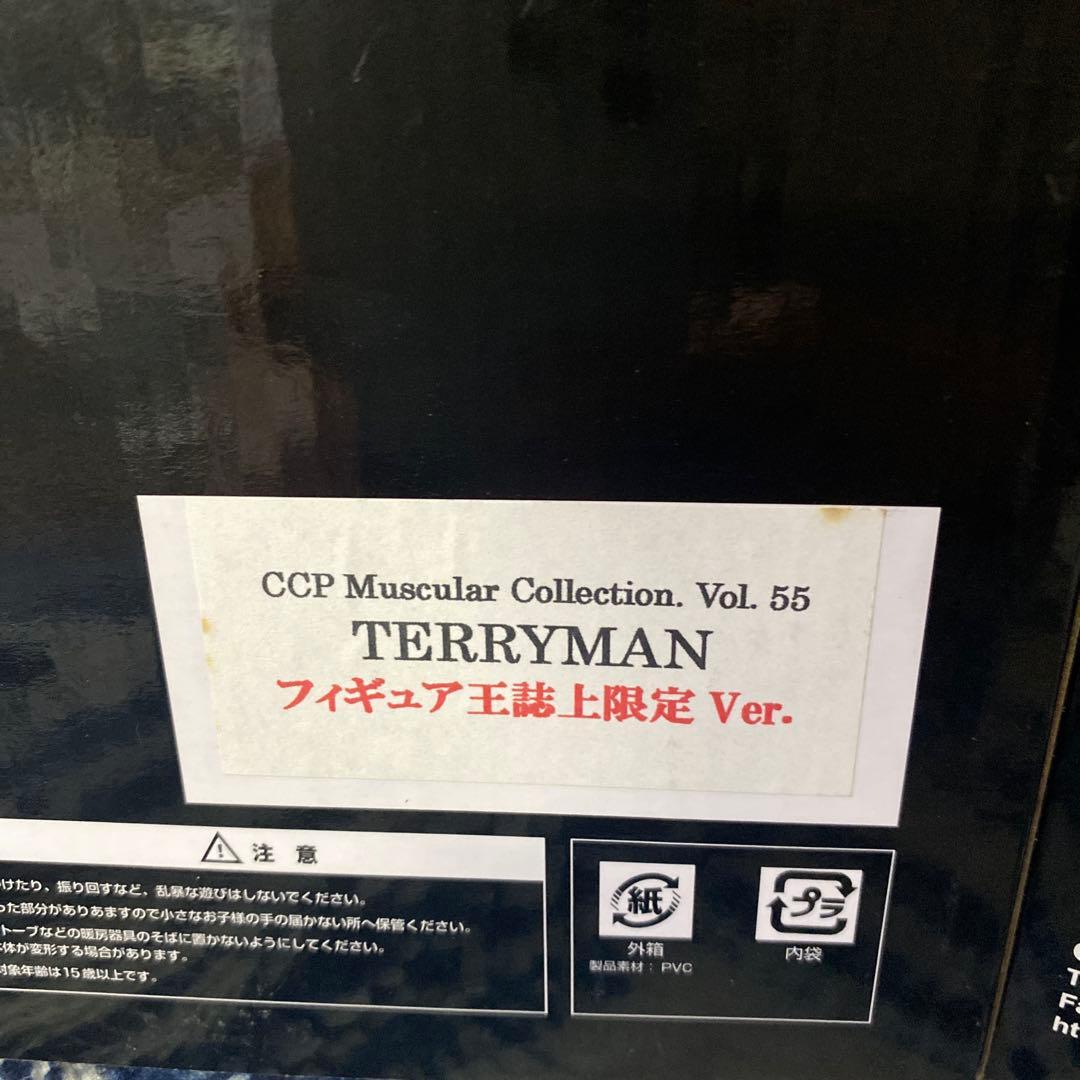 CCP Muscular Collection. Vol. 55
TERRYMAN
フィギュア王誌上限定 Ver.
注 意
けたり、振り回すなど、乱暴な遊びはしないでください。
った部分がありあますので小さなお子様の手の届かない所へ保管ください。
トーブなどの暖房器具のそばに置かないようにしてください。
体が変形する場合があります。
対象年齢は15歳以上です。
紙
外箱
製品素材：PVC
プラ
内袋
T
Fa
ht